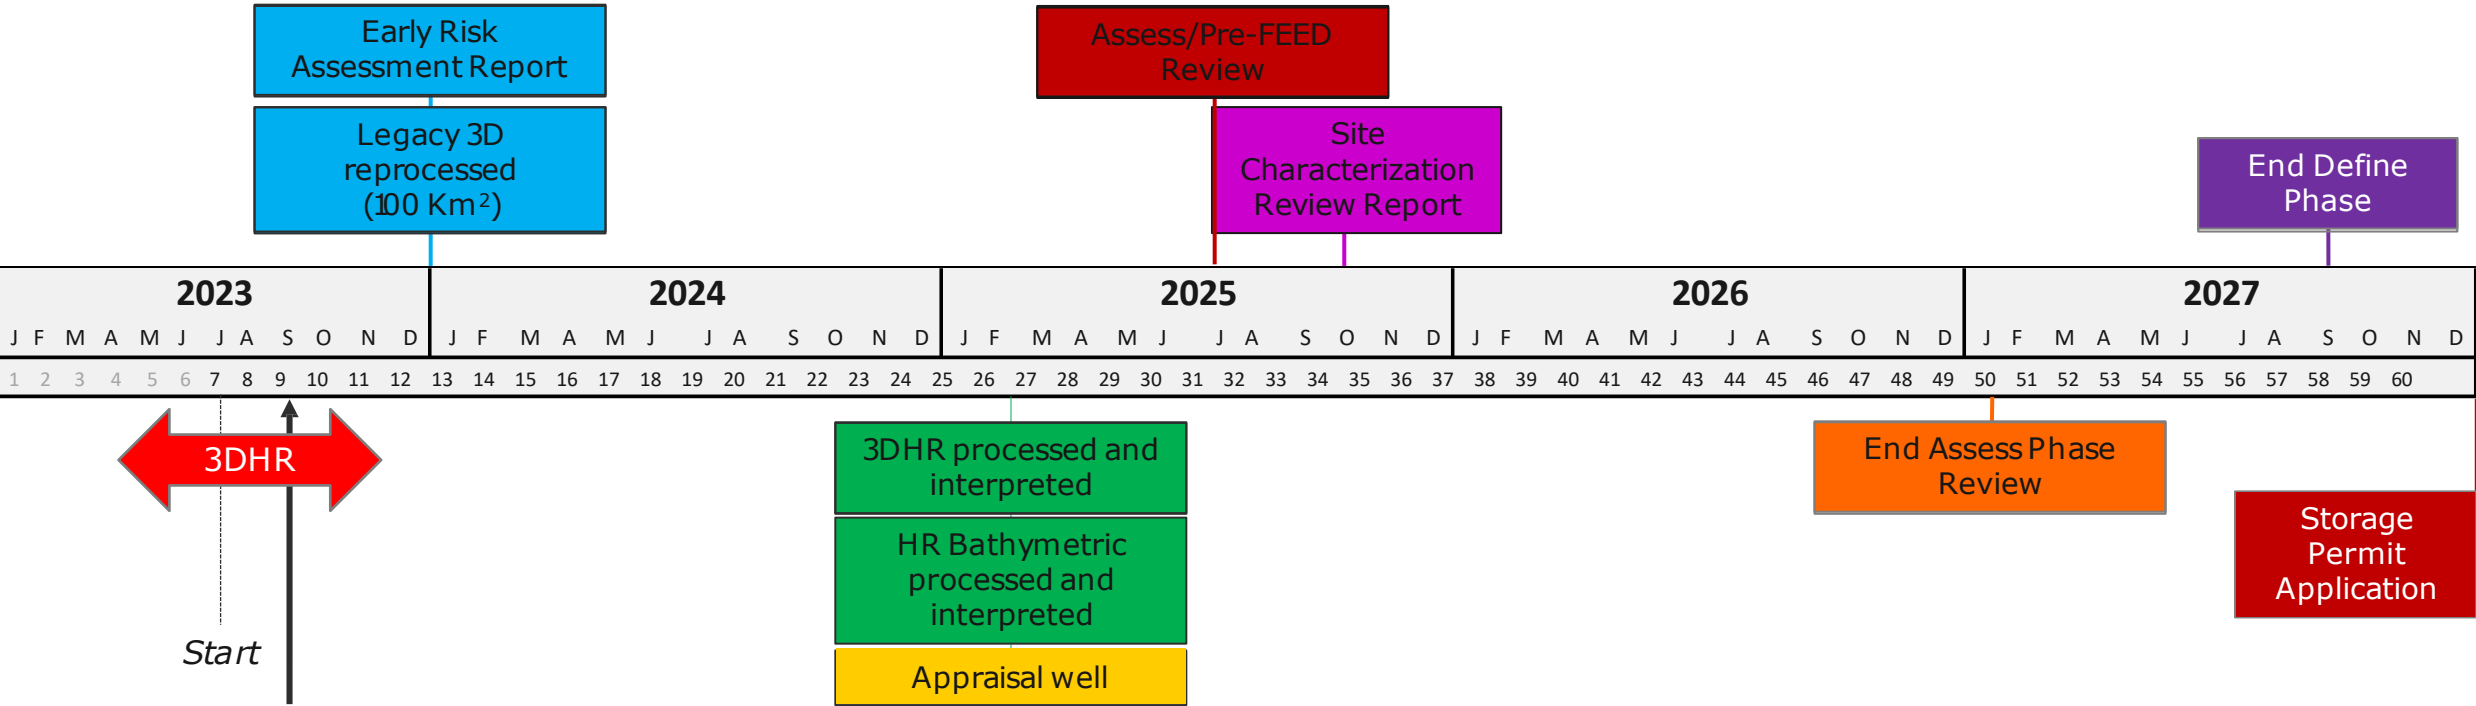 Early Risk
Assessment Report
Legacy 3D
reprocessed
(100 Km²)
Assess/Pre-FEED
Review
Site
Characterization
Review Report
End Define
Phase
2023 2024 2025 2026 2027
J F M A M J J A S O N D J F M A M J J A S O N D J F M A M J J A S O N D J F M A M J J A S O N D J F M A M J J A S O N D
1 2 3 4 5 6 7 8 9 10 11 12 13 14 15 16 17 18 19 20 21 22 23 24 25 26 27 28 29 30 31 32 33 34 35 36 37 38 39 40 41 42 43 44 45 46 47 48 49 50 51 52 53 54 55 56 57 58 59 60
3DHR
Start
3DHR processed and
interpreted
HR Bathymetric
processed and
interpreted
Appraisal well
End Assess Phase
Review
Storage
Permit
Application